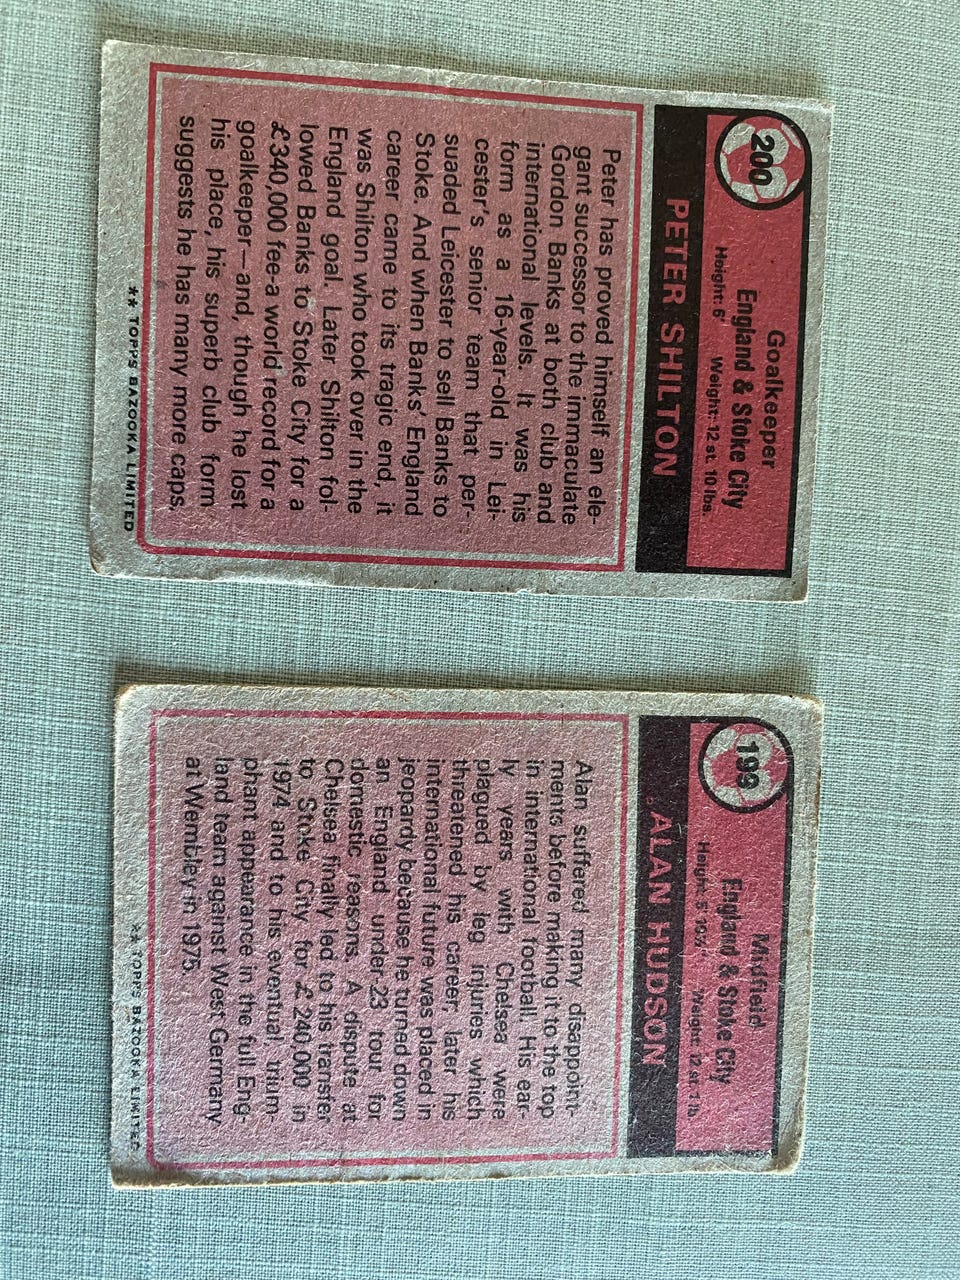 200
Goalkeeper
England & Stoke City
Height: 6' Weight: 12 st. 10 lbs.
PETER SHILTON
Peter has proved himself an ele-
gant successor to the immaculate
Gordon Banks at both club and
international levels. It was his
form as a 16-year-old in Lei-
cester's senior team that per-
suaded Leicester to sell Banks to
Stoke. And when Banks' England
career came to its tragic end, it
was Shilton who took over in the
England goal. Later Shilton fol-
lowed Banks to Stoke City for a
£340,000 fee-a world record for a
goalkeeper—and, though he lost
his place, his superb club form
suggests he has many more caps,
** TOPPS BAZOOKA LIMITED
199
Midfield
England & Stoke City
Height: 5' 10½" Weight: 12 st 1 lb
ALAN HUDSON
Alan suffered many disappoint-
ments before making it to the top
in international football. His ear-
ly years with Chelsea were
plagued by leg injuries which
threatened his career, later his
international future was placed in
jeopardy because he turned down
an England under-23 tour for
domestic reasons. A dispute at
Chelsea finally led to his transfer
to Stoke City for £240,000 in
1974 and to his eventual trium-
phant appearance in the full Eng-
land team against West Germany
at Wembley in 1975.
** TOPPS BAZOOKA LIMITED